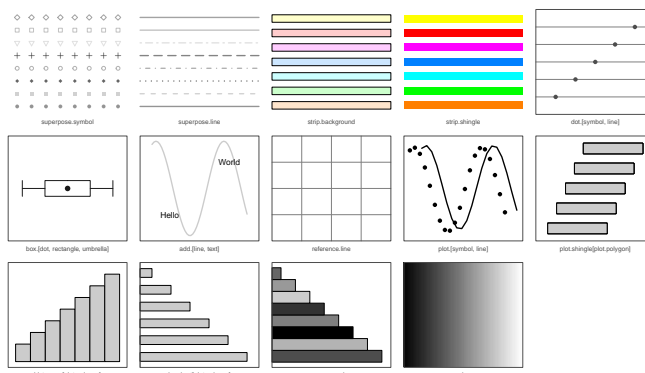 superpose.symbol
superpose.line
strip.background
strip.shingle
dot.[symbol, line]
World
Hello
box.[dot, rectangle, umbrella]
add.[line, text]
reference.line
plot.[symbol, line]
plot.shingle[plot.polygon]